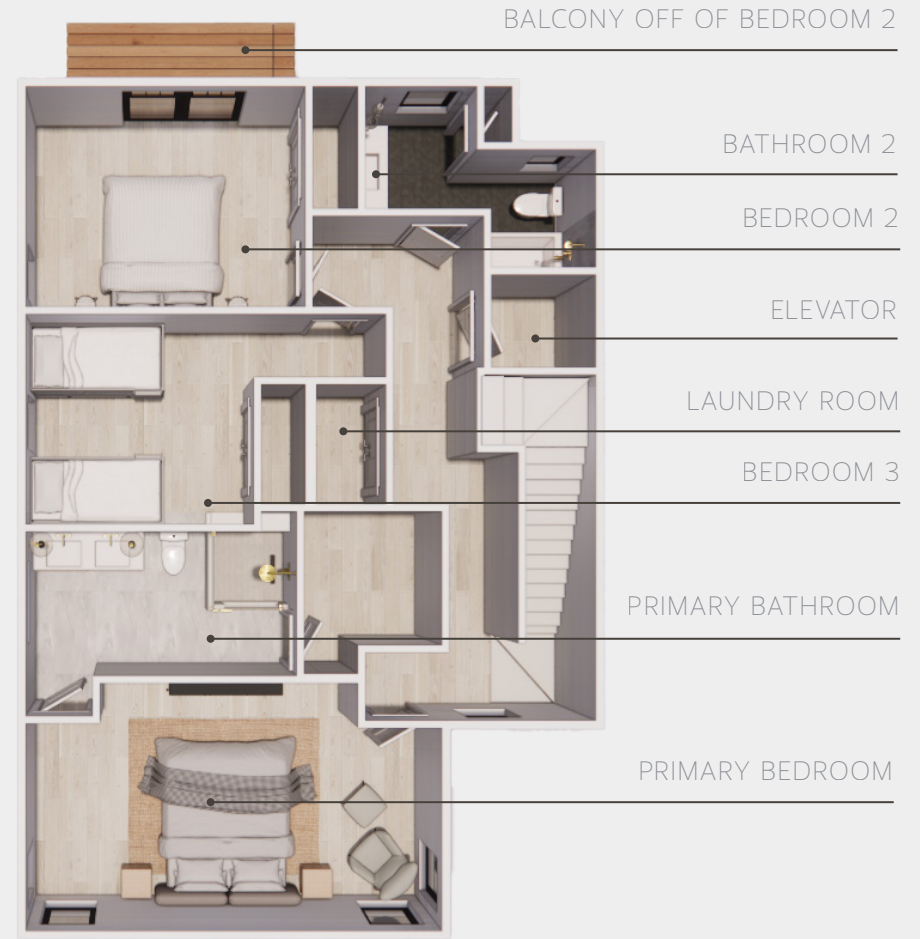 BALCONY OFF OF BEDROOM 2
BATHROOM 2
BEDROOM 2
ELEVATOR
LAUNDRY ROOM
BEDROOM 3
PRIMARY BATHROOM
PRIMARY BEDROOM